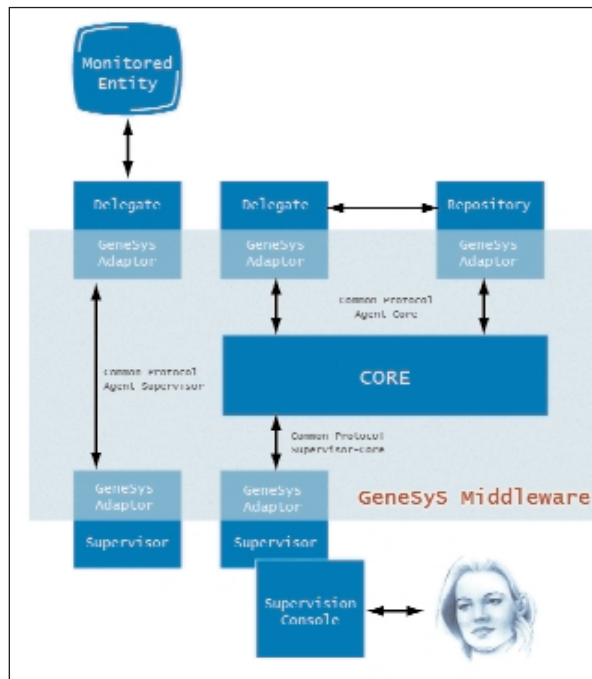 Monitored
Entity
Delegate
Delegate
Repository
GeneSys
Adaptor
GeneSys
Adaptor
GeneSys
Adaptor
Common Protocol
Agent Core
Common Protocol
Agent Supervisor
CORE
Common Protocol
Supervisor-Core
GeneSys
Adaptor
GeneSys
Adaptor
GeneSyS Middleware
Supervisor
Supervisor
Supervision
Console